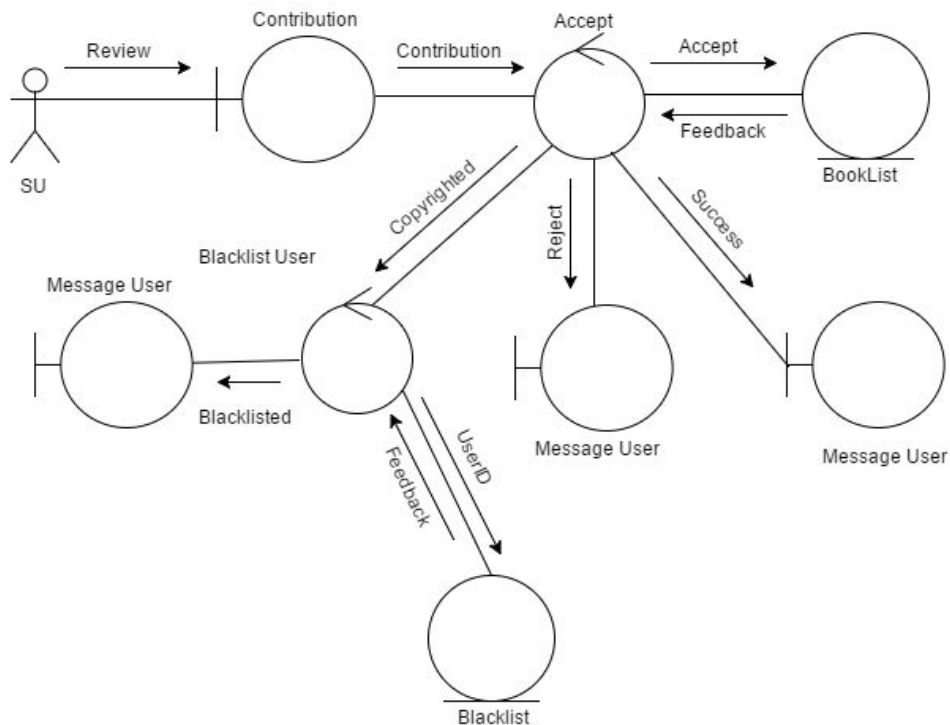 Contribution
Accept
Review
Contribution
Accept
Feedback
SU
BookList
Copyrighted
Reject
Success
Blacklist User
Message User
Blacklisted
UserID
Feedback
Message User
Message User
Blacklist